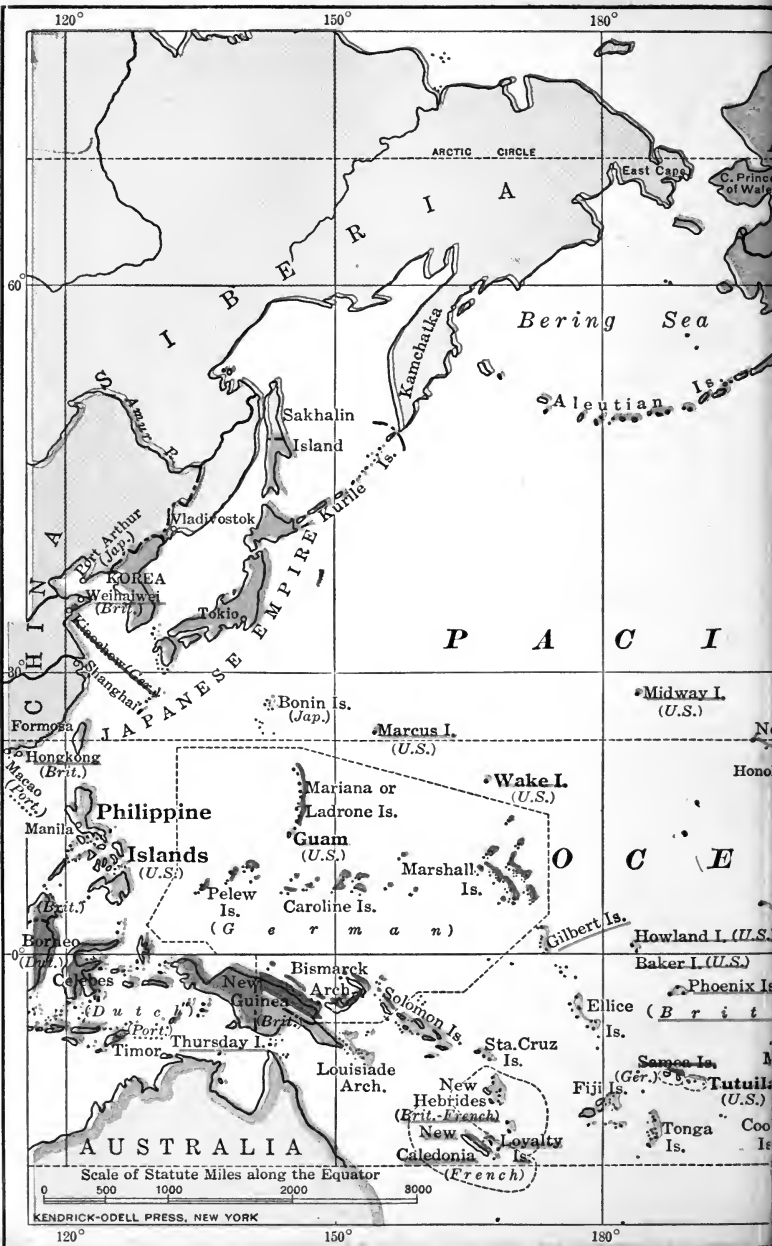 120°
150°
180°
ARCTIC CIRCLE
East Cape
C. Prince
of Wale
SIBERIA
60°
Bering Sea
Kamchatka
Aleutian Is.
Amur R.
Sakhalin
Island
Kurile Is.
Vladivostok
CHINA
Port Arthur
(Jap.)
KOREA
Weihaiwei
(Brit.)
Tokio
JAPANESE EMPIRE
Kiaochow (Ger.)
Shanghai
PACI
30°
Bonin Is.
(Jap.)
Midway I.
(U.S.)
Marcus I.
(U.S.)
Formosa
Hongkong
(Brit.)
Macao
(Port.)
Wake I.
(U.S.)
Mariana or
Ladrone Is.
Guam
(U.S.)
Philippine
Islands
(U.S.)
Manila
OCE
Marshall
Is.
Pelew
Is.
Caroline Is.
(German)
Gilbert Is.
Howland I. (U.S.
Baker I. (U.S.)
(Brit.)
Borneo
(Dut.)
0°
Celebes
(Dutch)
New
Guinea
(Brit.)
Bismarck
Arch.
Solomon Is.
Phoenix Is
(Brit
Ellice
Is.
(Port.)
Timor
Thursday I.
Louisiade
Arch.
Sta. Cruz
Is.
Samoa Is.
(Ger.)
Tutuila
(U.S.)
New
Hebrides
(Brit.-French)
Fiji Is.
Tonga
Is.
Coo
Is
AUSTRALIA
New
Caledonia
Loyalty
Is.
(French)
Scale of Statute Miles along the Equator
0 500 1000 2000 3000
KENDRICK-ODELL PRESS, NEW YORK
120°
150°
180°